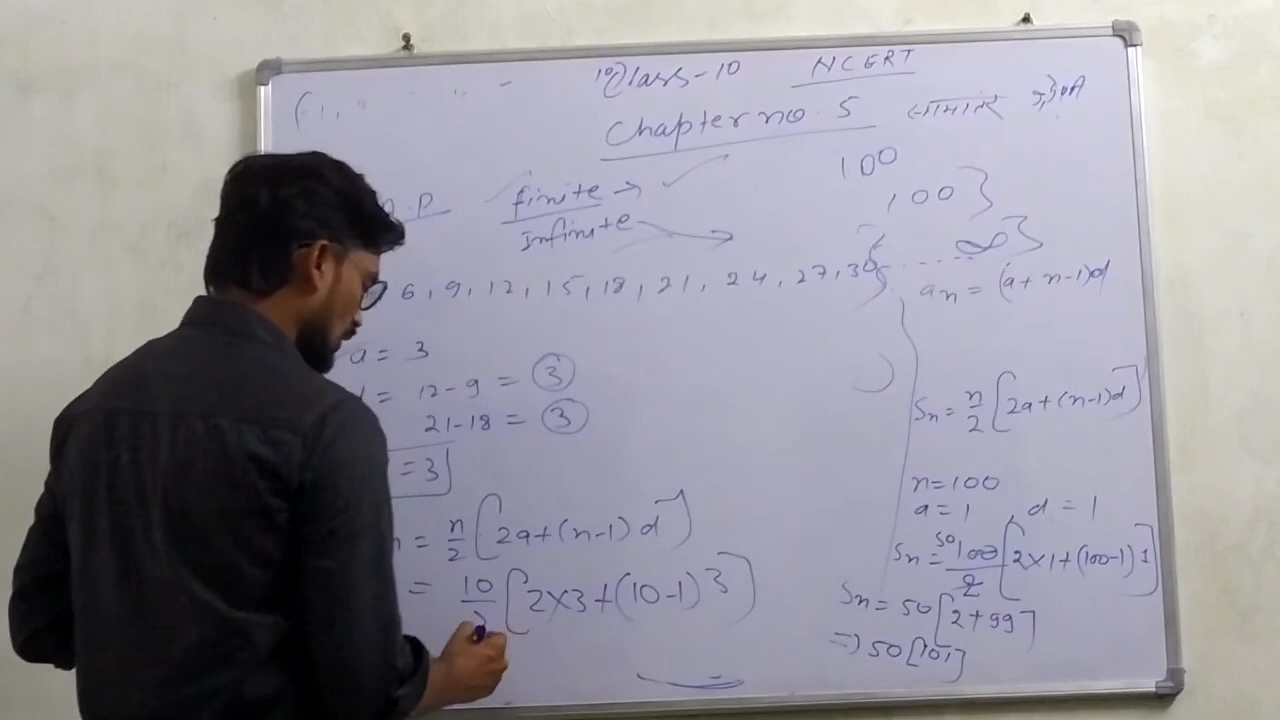 Class-10 NCERT
Chapter no. 5 समान्तर
A.P
finite →
Infinite →
100
100}
∞}
6, 9, 12, 15, 18, 21, 24, 27, 30
an = (a+n-1)d
a = 3
= 12-9 = 3
21-18 = 3
=3
= n/2 [2a+(n-1)d]
= 10/2 [2×3+(10-1)3]
Sn = n/2 [2a+(n-1)d]
n=100
a=1, d=1
Sn = 50 100/2 [2×1+(100-1)1]
Sn = 50[2+99]
=) 50[101]